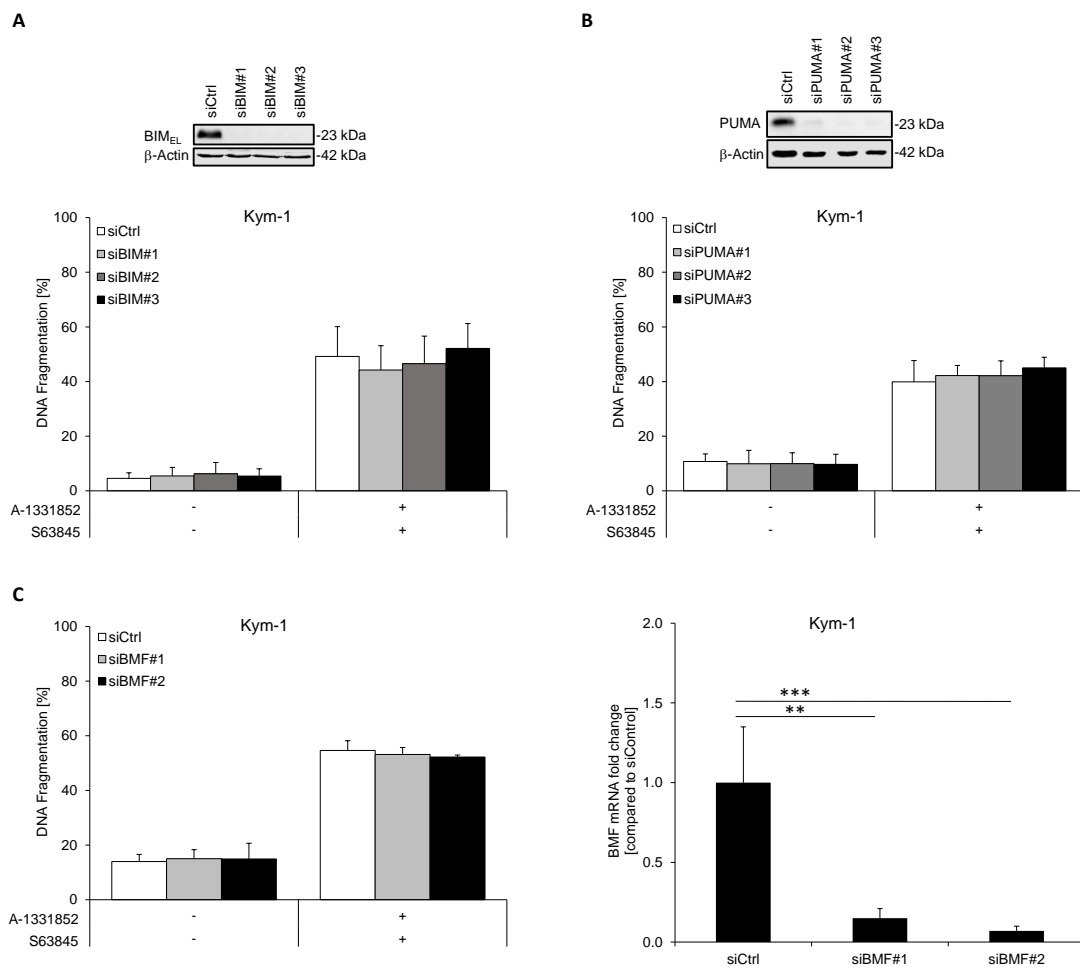 A
siCtrl
siBIM#1
siBIM#2
siBIM#3
BIMEL
-23 kDa
β-Actin
-42 kDa
Kym-1
DNA Fragmentation [%]
100
80
60
40
20
0
siCtrl
siBIM#1
siBIM#2
siBIM#3
A-1331852 - +
S63845 - +
B
siCtrl
siPUMA#1
siPUMA#2
siPUMA#3
PUMA
-23 kDa
β-Actin
-42 kDa
Kym-1
DNA Fragmentation [%]
100
80
60
40
20
0
siCtrl
siPUMA#1
siPUMA#2
siPUMA#3
A-1331852 - +
S63845 - +
C
Kym-1
DNA Fragmentation [%]
100
80
60
40
20
0
siCtrl
siBMF#1
siBMF#2
A-1331852 - +
S63845 - +
Kym-1
BMF mRNA fold change
[compared to siControl]
2.0
1.5
1.0
0.5
0.0
***
**
siCtrl siBMF#1 siBMF#2